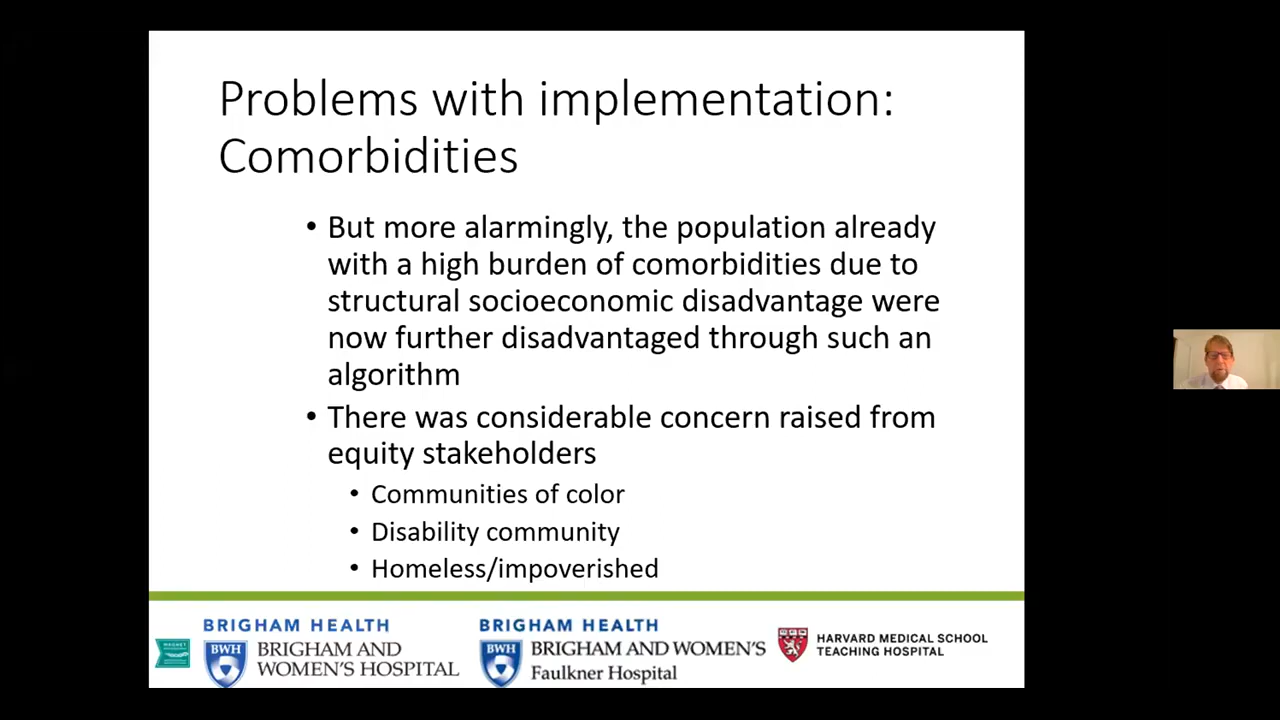 Problems with implementation:
Comorbidities
• But more alarmingly, the population already
with a high burden of comorbidities due to
structural socioeconomic disadvantage were
now further disadvantaged through such an
algorithm
• There was considerable concern raised from
equity stakeholders
• Communities of color
• Disability community
• Homeless/impoverished
BRIGHAM HEALTH
BWH
BRIGHAM AND
WOMEN'S HOSPITAL
BRIGHAM HEALTH
BWH
BRIGHAM AND WOMEN'S
Faulkner Hospital
HARVARD MEDICAL SCHOOL
TEACHING HOSPITAL